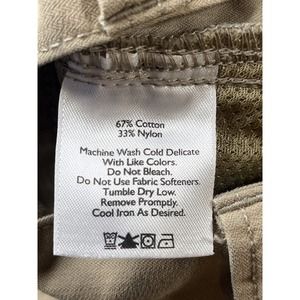 67% Cotton
33% Nylon
Machine Wash Cold Delicate
With Like Colors.
Do Not Bleach.
Do Not Use Fabric Softeners.
Tumble Dry Low.
Remove Promptly.
Cool Iron As Desired.